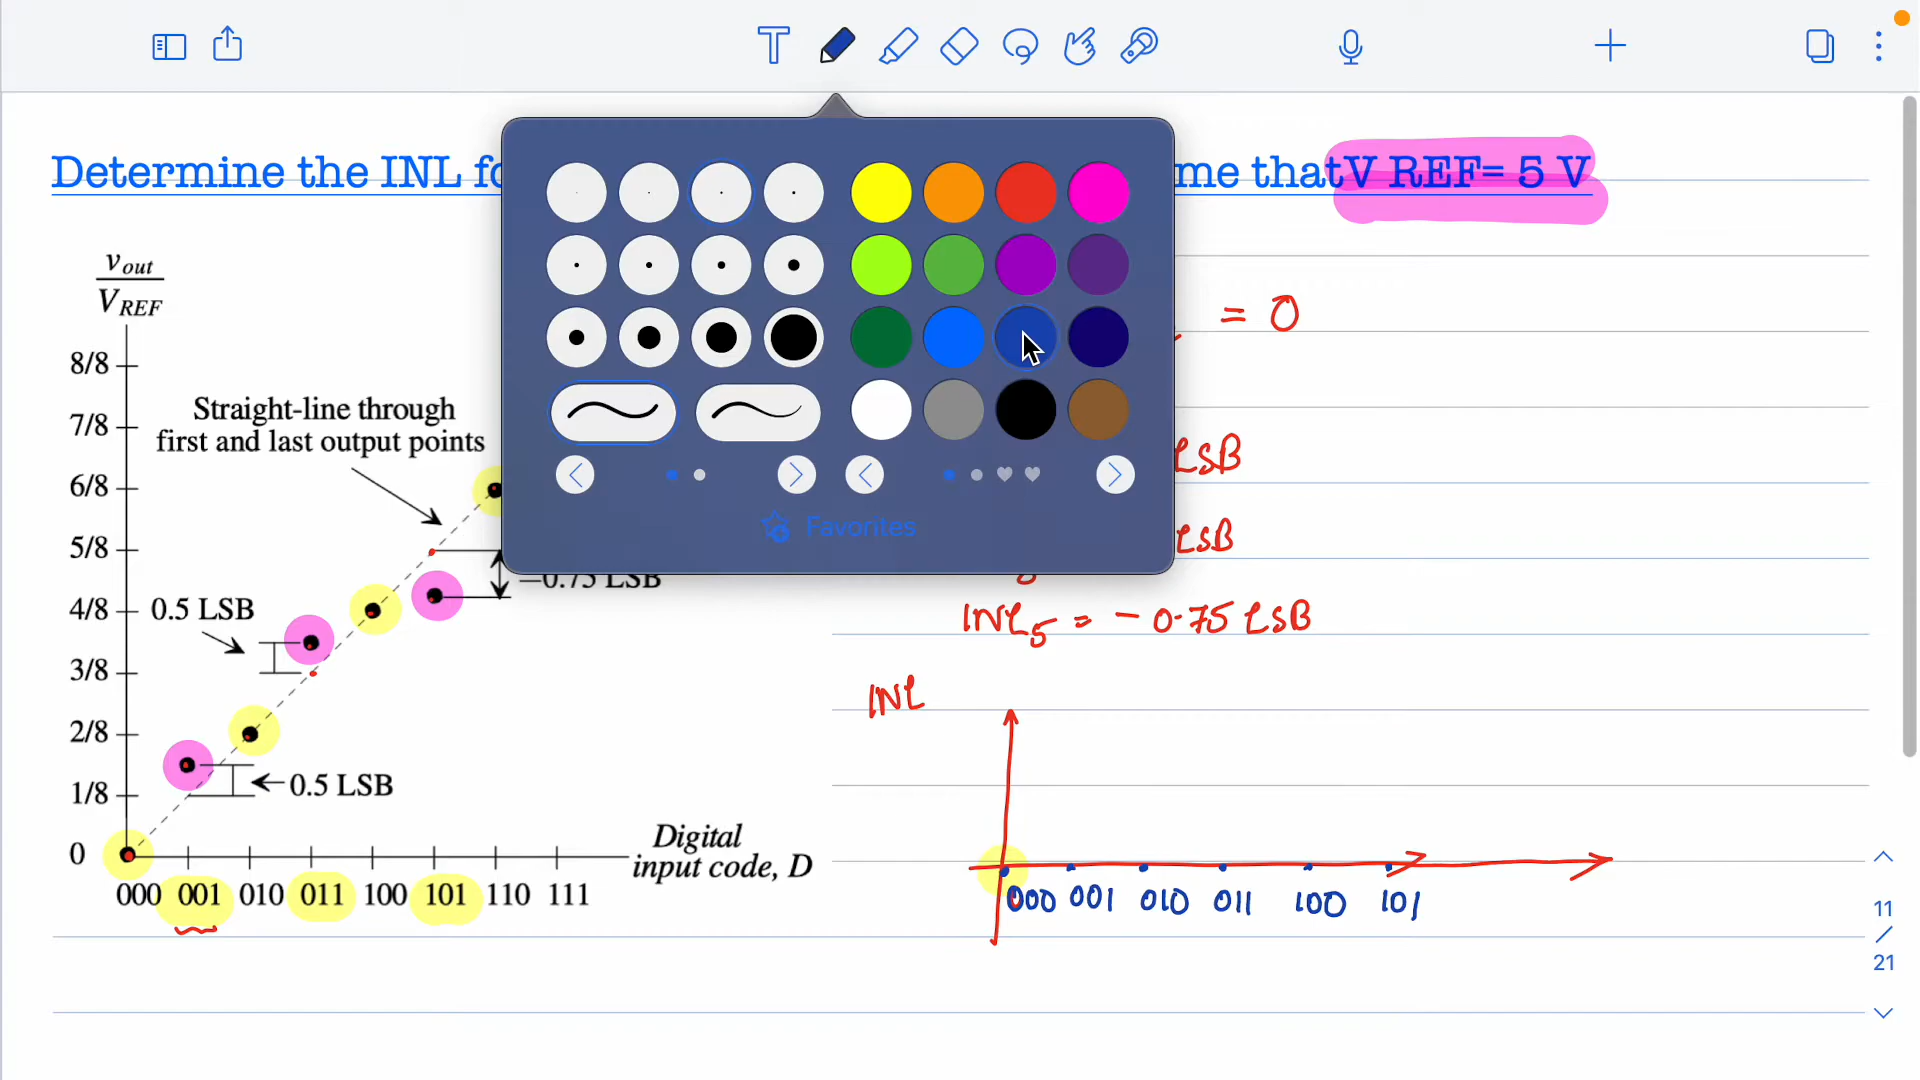 Determine the INL fo
me that V REF= 5 V
vout
VREF
= 0
8/8
Straight-line through
first and last output points
7/8
LSB
6/8
Favorites
5/8
LSB
−0.75 LSB
0.5 LSB
4/8
INL5 = - 0.75 LSB
3/8
INL
2/8
0.5 LSB
1/8
Digital
input code, D
0
000 001 010 011 100 101 110 111
000 001 010 011 100 101
11
/
21